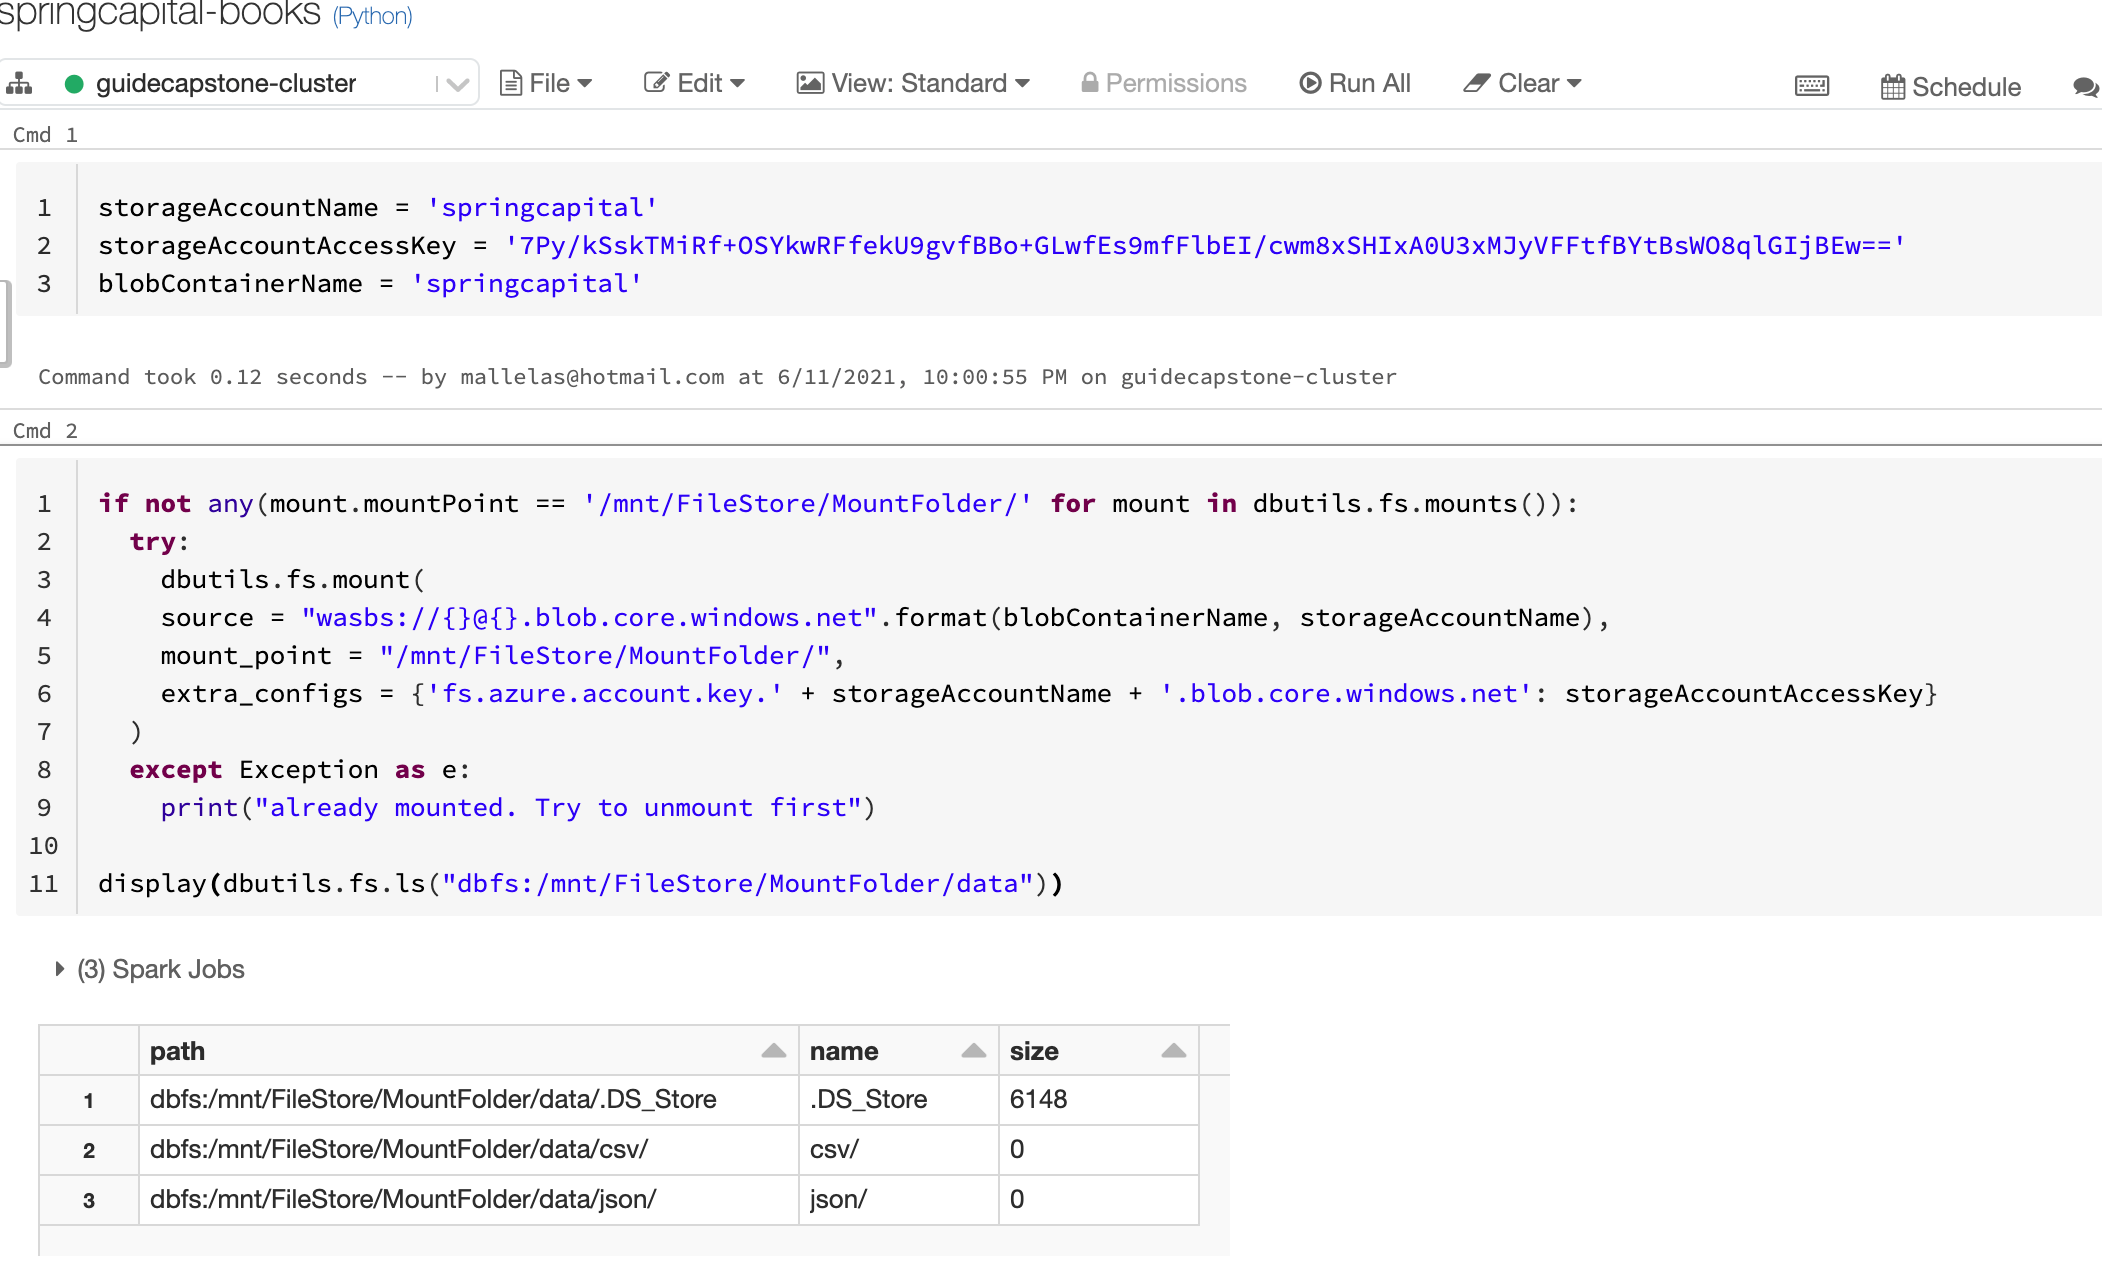 springcapital-books (Python)
guidecapstone-cluster File Edit View: Standard Permissions Run All Clear Schedule
Cmd 1
1 storageAccountName = 'springcapital'
2 storageAccountAccessKey = '7Py/kSskTMiRf+OSYkwRFfekU9gvfBBo+GLwfEs9mfFlbEI/cwm8xSHIxA0U3xMJyVFFtfBYtBsWO8qlGIjBEw=='
3 blobContainerName = 'springcapital'
Command took 0.12 seconds -- by mallelas@hotmail.com at 6/11/2021, 10:00:55 PM on guidecapstone-cluster
Cmd 2
1 if not any(mount.mountPoint == '/mnt/FileStore/MountFolder/' for mount in dbutils.fs.mounts()):
2 try:
3 dbutils.fs.mount(
4 source = "wasbs://{}@{}.blob.core.windows.net".format(blobContainerName, storageAccountName),
5 mount_point = "/mnt/FileStore/MountFolder/",
6 extra_configs = {'fs.azure.account.key.' + storageAccountName + '.blob.core.windows.net': storageAccountAccessKey}
7 )
8 except Exception as e:
9 print("already mounted. Try to unmount first")
10
11 display(dbutils.fs.ls("dbfs:/mnt/FileStore/MountFolder/data"))
(3) Spark Jobs
path name size
1 dbfs:/mnt/FileStore/MountFolder/data/.DS_Store .DS_Store 6148
2 dbfs:/mnt/FileStore/MountFolder/data/csv/ csv/ 0
3 dbfs:/mnt/FileStore/MountFolder/data/json/ json/ 0